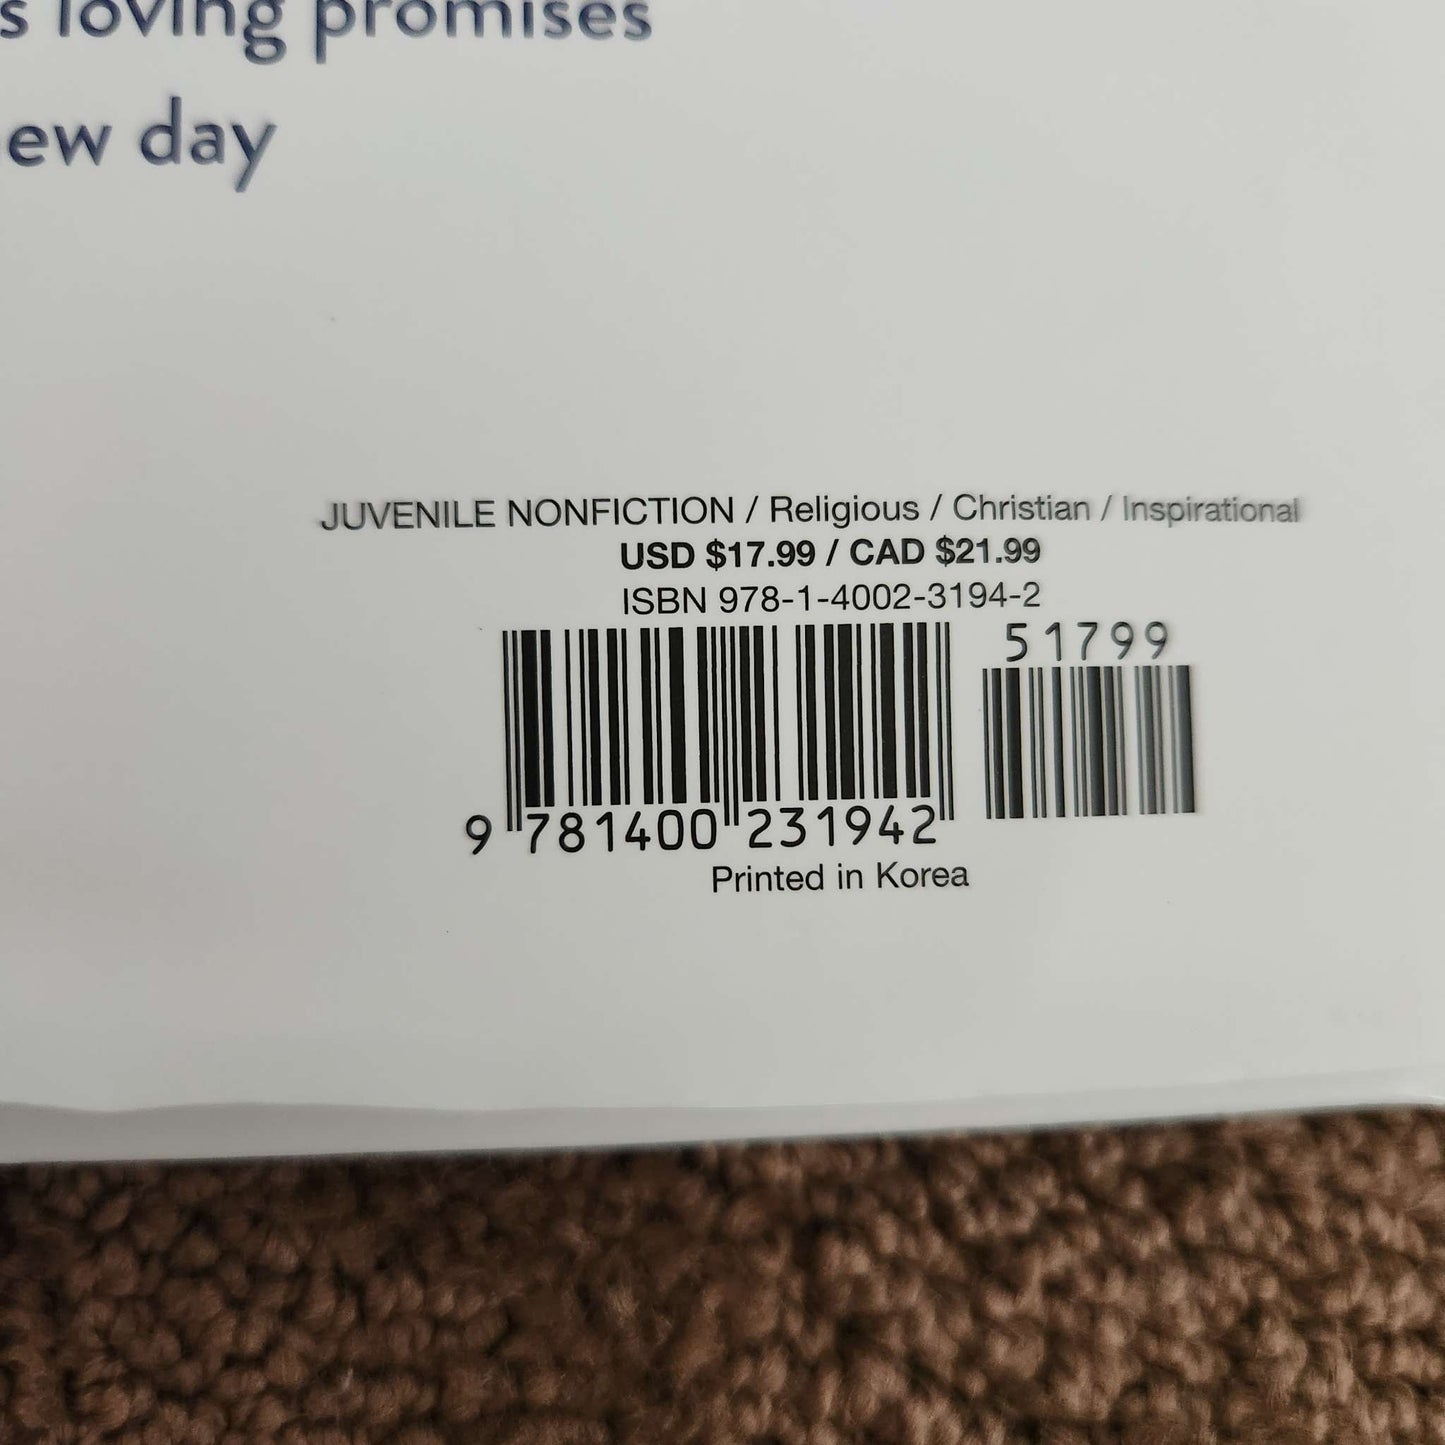 s loving promises
ew day
JUVENILE NONFICTION / Religious / Christian / Inspirational
USD $17.99 / CAD $21.99
ISBN 978-1-4002-3194-2
51799
9 781400 231942
Printed in Korea